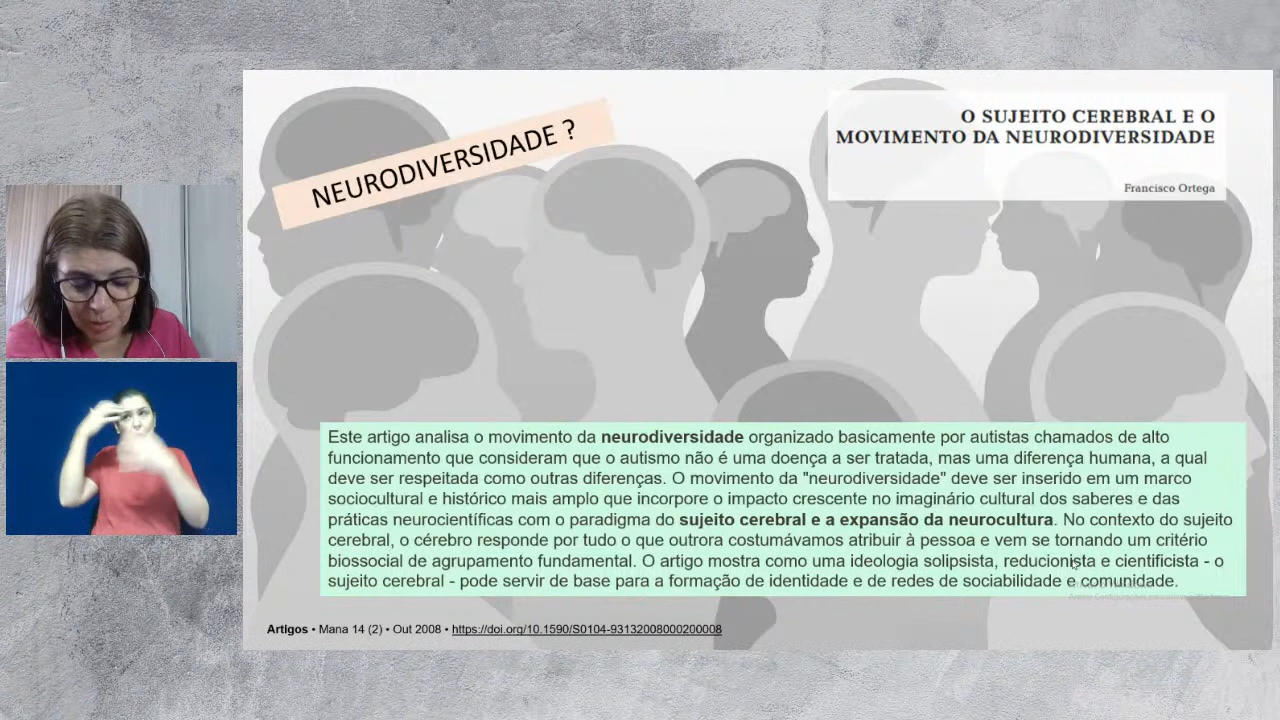 NEURODIVERSIDADE ?
O SUJEITO CEREBRAL E O
MOVIMENTO DA NEURODIVERSIDADE
Francisco Ortega
Este artigo analisa o movimento da neurodiversidade organizado basicamente por autistas chamados de alto
funcionamento que consideram que o autismo não é uma doença a ser tratada, mas uma diferença humana, a qual
deve ser respeitada como outras diferenças. O movimento da "neurodiversidade" deve ser inserido em um marco
sociocultural e histórico mais amplo que incorpore o impacto crescente no imaginário cultural dos saberes e das
práticas neurocientíficas com o paradigma do sujeito cerebral e a expansão da neurocultura. No contexto do sujeito
cerebral, o cérebro responde por tudo o que outrora costumávamos atribuir à pessoa e vem se tornando um critério
biossocial de agrupamento fundamental. O artigo mostra como uma ideologia solipsista, reducionista e cientificista - o
sujeito cerebral - pode servir de base para a formação de identidade e de redes de sociabilidade e comunidade.
Artigos • Mana 14 (2) • Out 2008 • https://doi.org/10.1590/S0104-93132008000200008